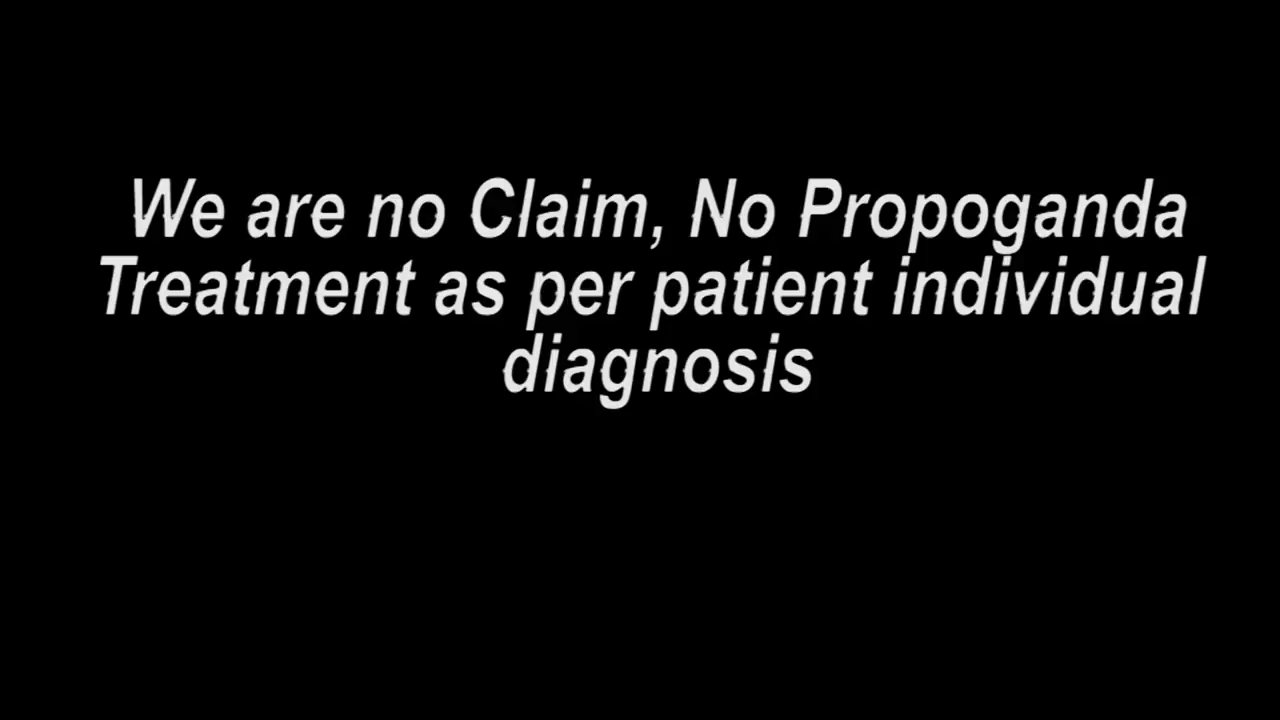 We are no Claim, No Propoganda
Treatment as per patient individual
diagnosis